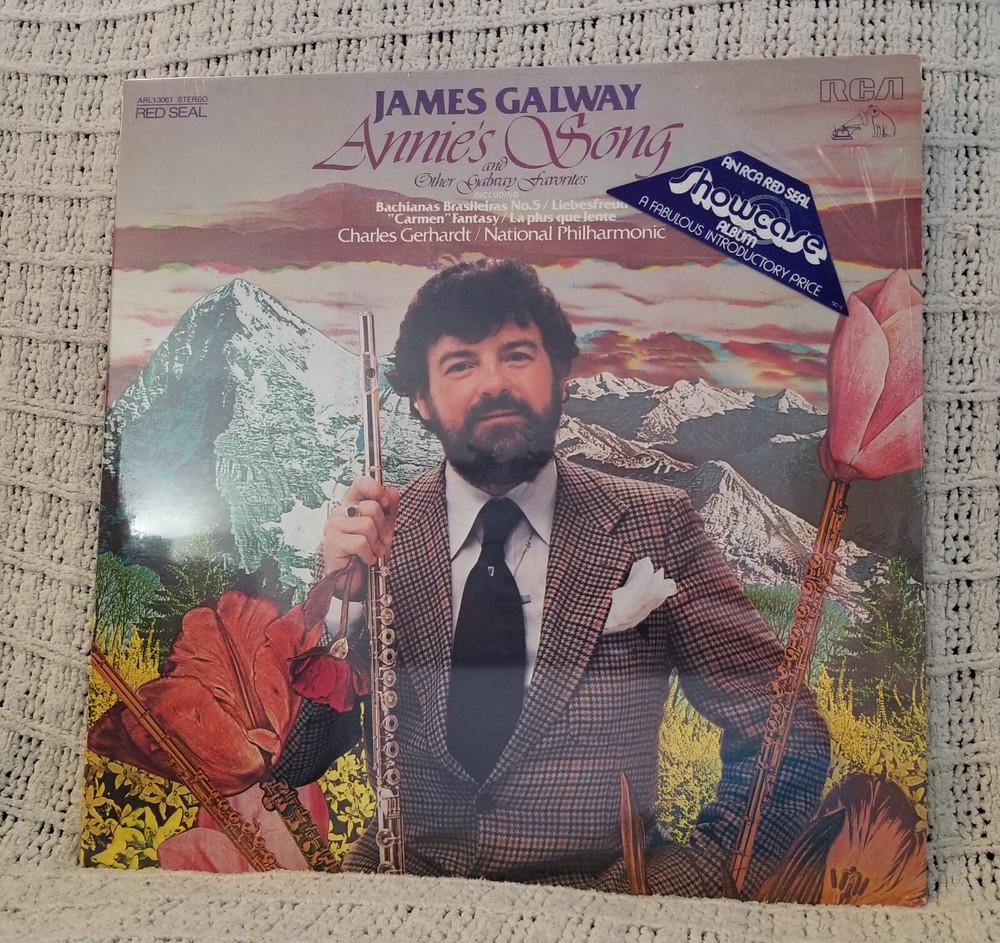 ARL1-3061 STEREO
RED SEAL
RCA
JAMES GALWAY
Annie's Song
and
Other Galway Favorites
INCLUDING
Bachianas Brasileiras No.5 / Liebesfreud
"Carmen" Fantasy / La plus que lente
Charles Gerhardt / National Philharmonic
AN RCA RED SEAL
Showcase
ALBUM
A FABULOUS INTRODUCTORY PRICE